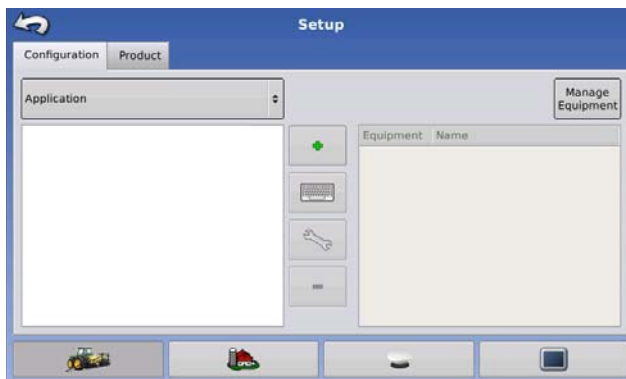 Setup
Configuration Product
Application
Manage
Equipment
Equipment Name